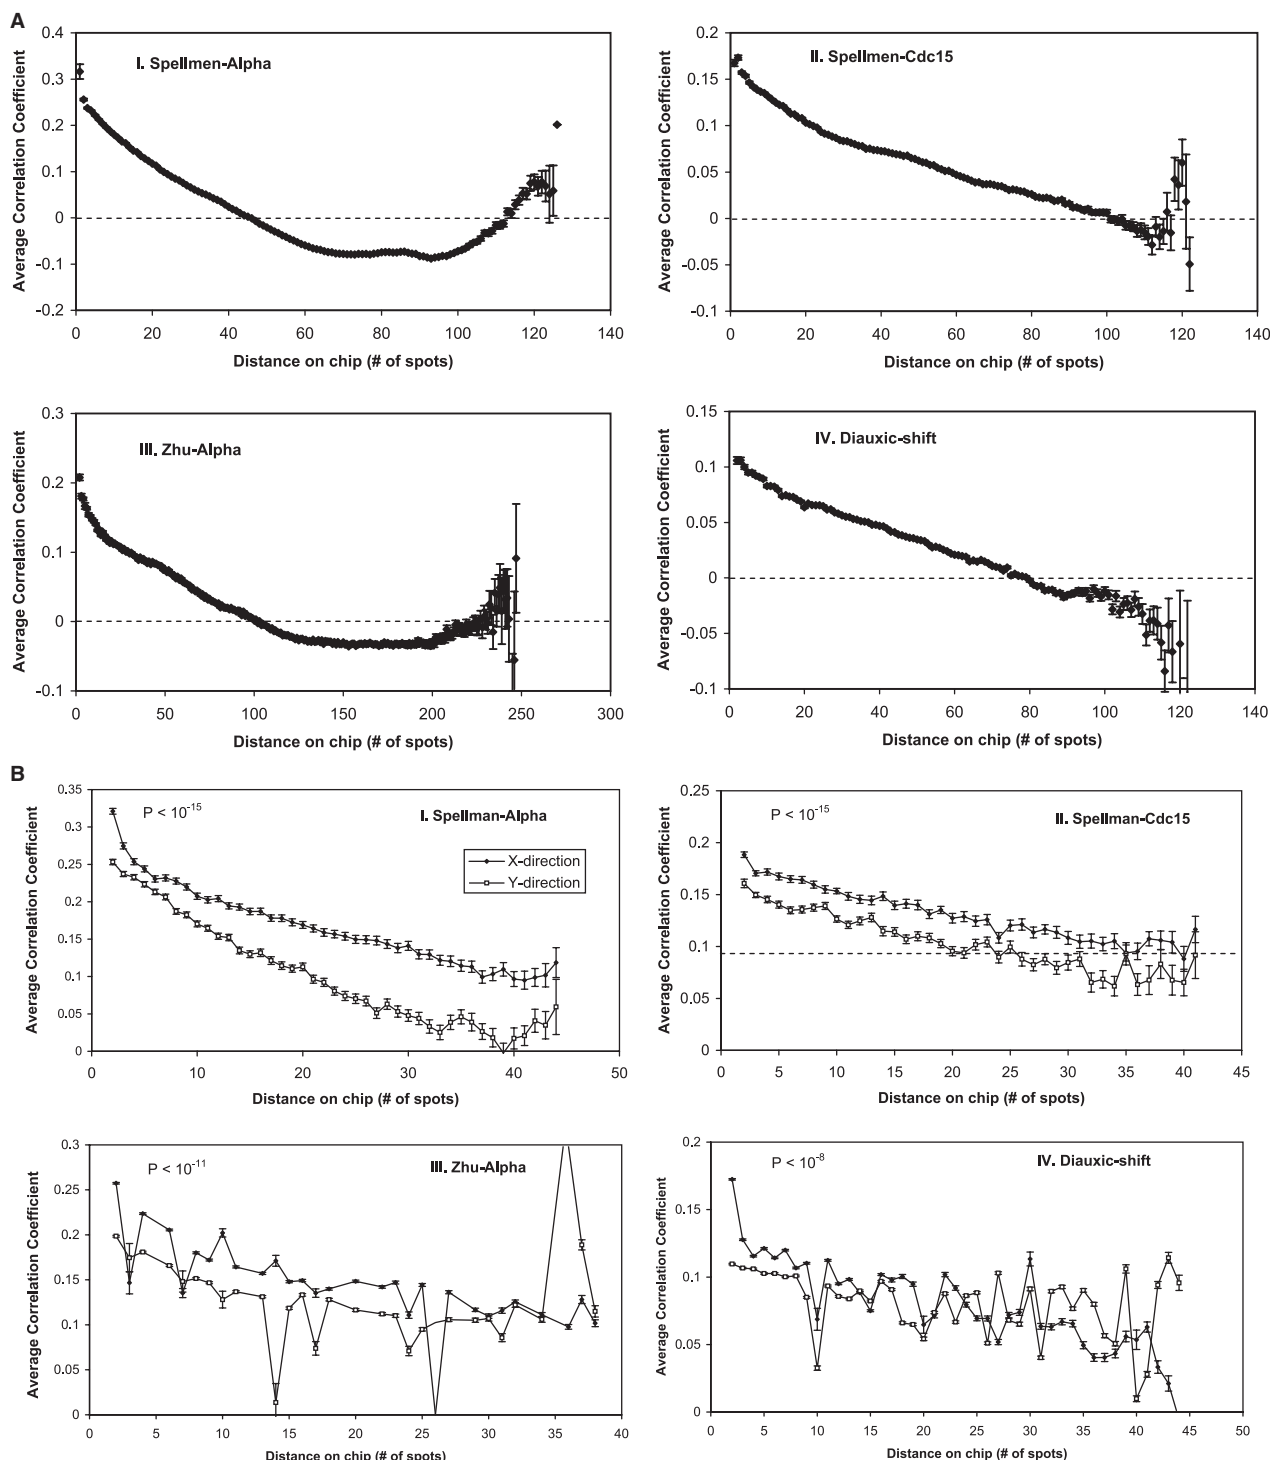 A
I. Spellmen-Alpha
Average Correlation Coefficient
0.4
0.3
0.2
0.1
0
-0.1
-0.2
0 20 40 60 80 100 120 140
Distance on chip (# of spots)
II. Spellmen-Cdc15
Average Correlation Coefficient
0.2
0.15
0.1
0.05
0
-0.05
-0.1
0 20 40 60 80 100 120 140
Distance on chip (# of spots)
III. Zhu-Alpha
Average Correlation Coefficient
0.3
0.2
0.1
0
-0.1
0 50 100 150 200 250 300
Distance on chip (# of spots)
IV. Diauxic-shift
Average Correlation Coefficient
0.15
0.1
0.05
0
-0.05
-0.1
0 20 40 60 80 100 120 140
Distance on chip (# of spots)
B
P < 10-15
I. Spellman-Alpha
X-direction
Y-direction
Average Correlation Coefficient
0.35
0.3
0.25
0.2
0.15
0.1
0.05
0
0 10 20 30 40 50
Distance on chip (# of spots)
P < 10-15
II. Spellman-Cdc15
Average Correlation Coefficient
0.25
0.2
0.15
0.1
0.05
0
0 5 10 15 20 25 30 35 40 45
Distance on chip (# of spots)
P < 10-11
III. Zhu-Alpha
Average Correlation Coefficient
0.3
0.25
0.2
0.15
0.1
0.05
0
0 5 10 15 20 25 30 35 40
Distance on chip (# of spots)
P < 10-8
IV. Diauxic-shift
Average Correlation Coefficient
0.2
0.15
0.1
0.05
0
0 5 10 15 20 25 30 35 40 45 50
Distance on chip (# of spots)